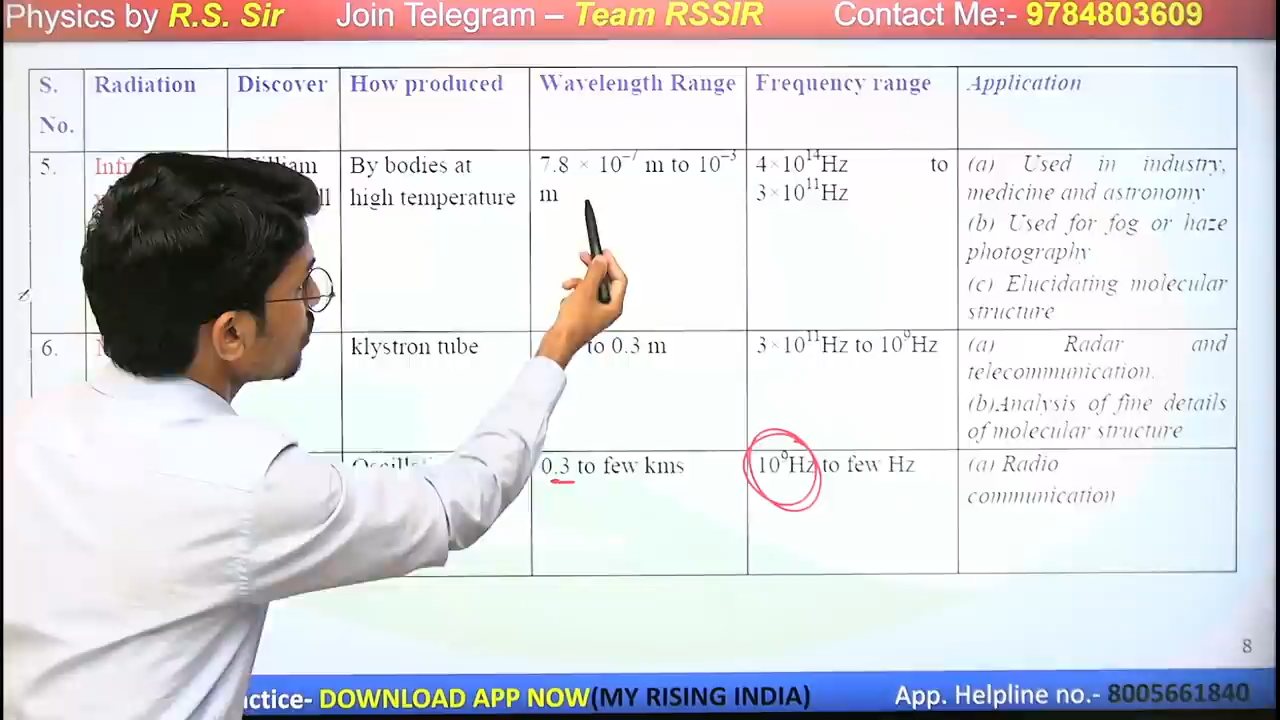 Physics by R.S. Sir Join Telegram – Team RSSIR Contact Me:- 9784803609
S. No. Radiation Discover How produced Wavelength Range Frequency range Application
5. By bodies at high temperature 7.8 × 10⁻⁷ m to 10⁻³ m 4×10¹⁴Hz to 3×10¹¹Hz
(a) Used in industry,
medicine and astronomy
(b) Used for fog or haze
photography
(c) Elucidating molecular
structure
6. klystron tube to 0.3 m 3×10¹¹Hz to 10⁹Hz
(a) Radar and
telecommunication.
(b)Analysis of fine details
of molecular structure
0.3 to few kms 10⁹Hz to few Hz
(a) Radio
communication
8
DOWNLOAD APP NOW(MY RISING INDIA) App. Helpline no.- 8005661840